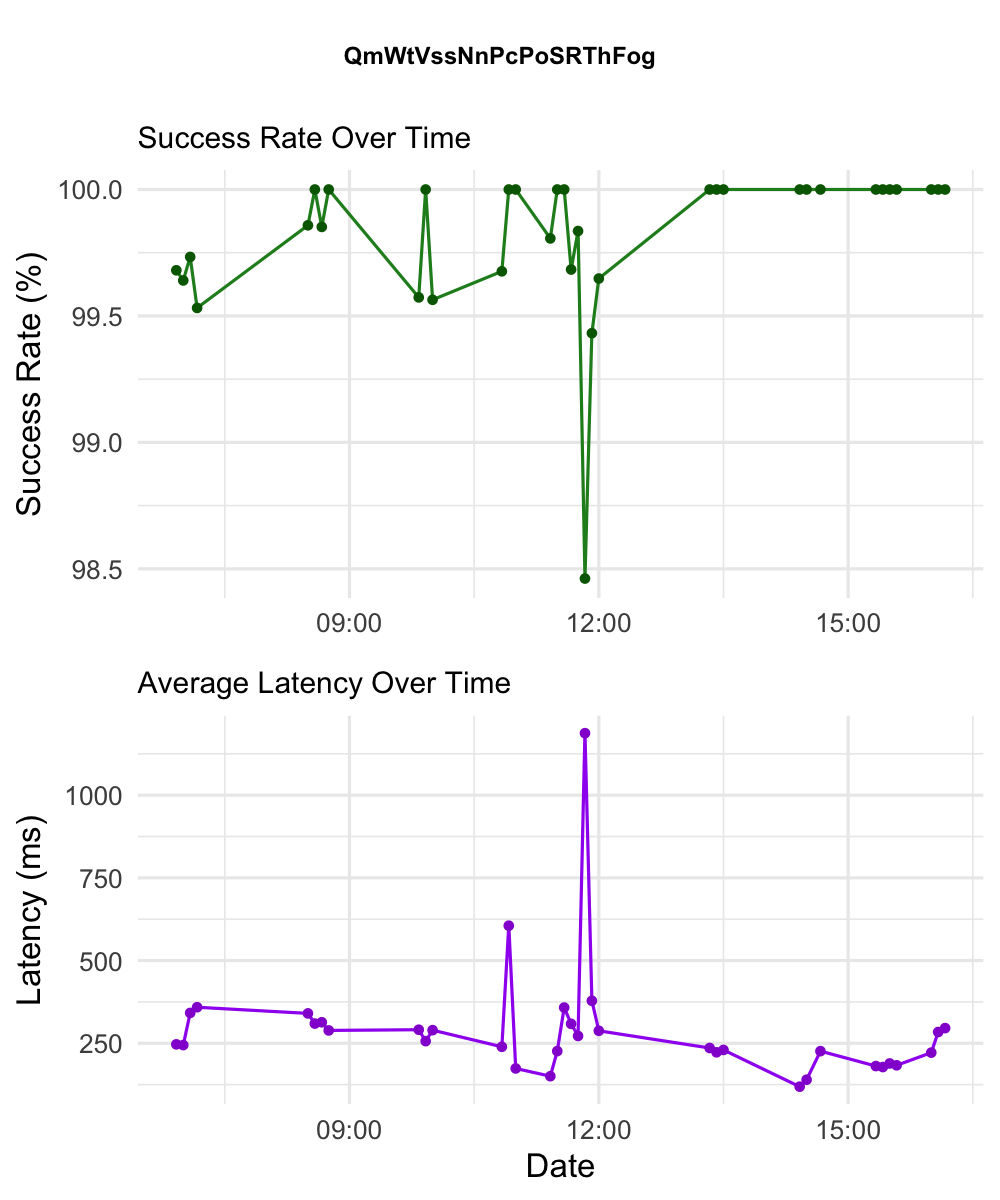 QmWtVssNnPcPoSRThFog
Success Rate Over Time
100.0
99.5
99.0
98.5
Success Rate (%)
09:00 12:00 15:00
Average Latency Over Time
1000
750
500
250
Latency (ms)
09:00 12:00 15:00
Date